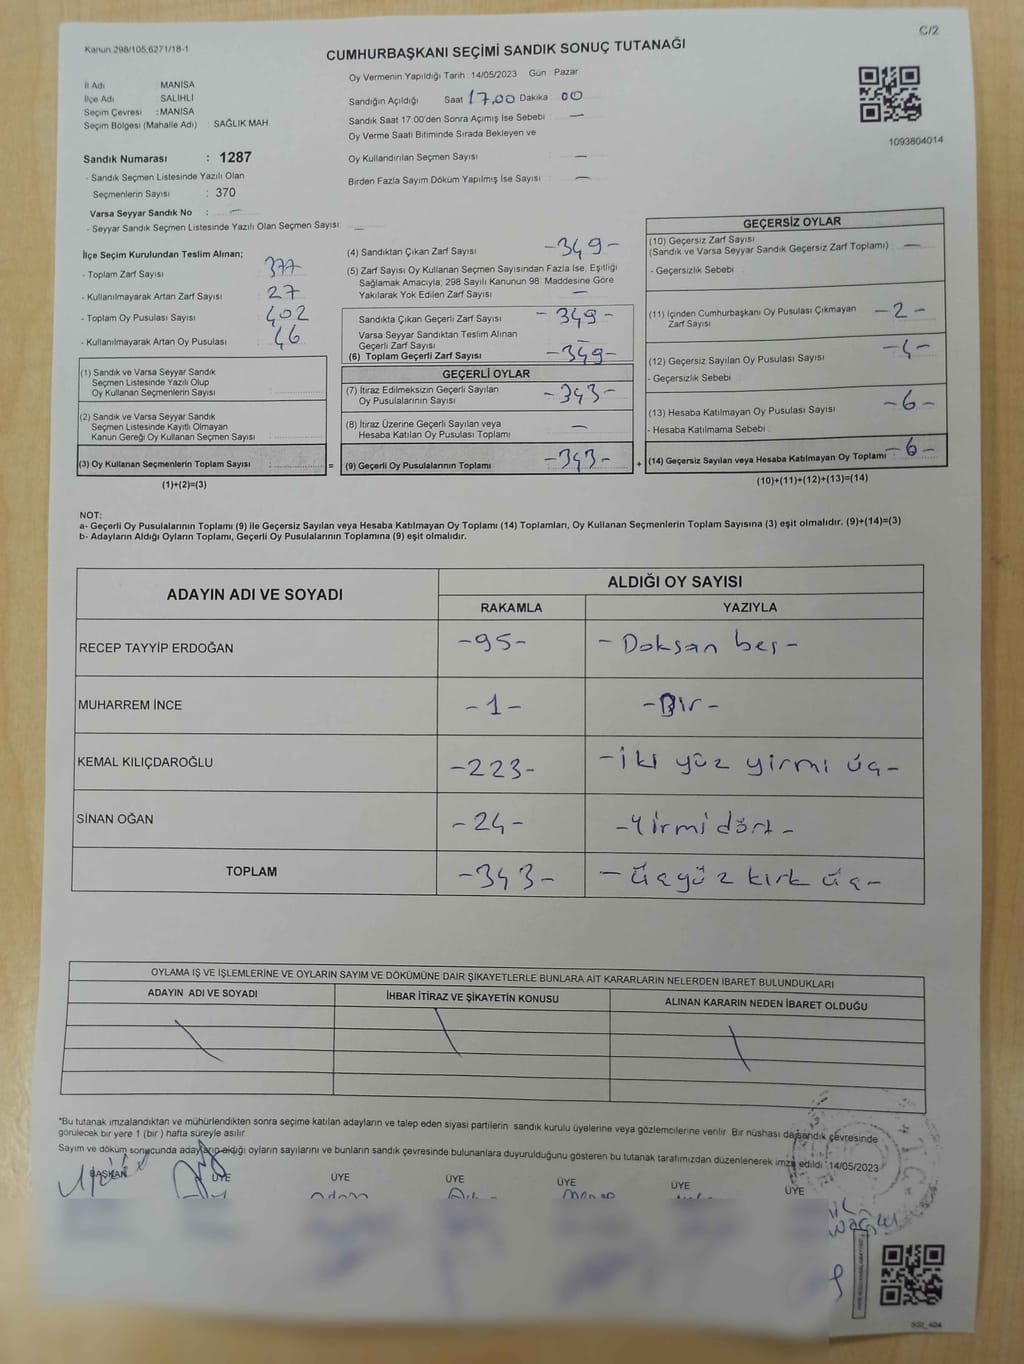 Kanun 298/105,6271/18-1
C/2
CUMHURBAŞKANI SEÇİMİ SANDIK SONUÇ TUTANAĞI
İl Adı MANİSA
İlçe Adı SALİHLİ
Seçim Çevresi : MANİSA
Seçim Bölgesi (Mahalle Adı) SAĞLIK MAH.
Oy Vermenin Yapıldığı Tarih : 14/05/2023 Gün : Pazar
Sandığın Açıldığı Saat 17.00 Dakika 00
Sandık Saat 17.00'den Sonra Açımış İse Sebebi —
Oy Verme Saati Bitiminde Sırada Bekleyen ve
Oy Kullandırılan Seçmen Sayısı —
Birden Fazla Sayım Döküm Yapılmış İse Sayısı —
1093804014
Sandık Numarası : 1287
- Sandık Seçmen Listesinde Yazılı Olan
Seçmenlerin Sayısı : 370
Varsa Seyyar Sandık No : —
- Seyyar Sandık Seçmen Listesinde Yazılı Olan Seçmen Sayısı: —
İlçe Seçim Kurulundan Teslim Alınan;
- Toplam Zarf Sayısı 377
- Kullanılmayarak Artan Zarf Sayısı 27
- Toplam Oy Pusulası Sayısı 402
- Kullanılmayarak Artan Oy Pusulası 46
(1) Sandık ve Varsa Seyyar Sandık
Seçmen Listesinde Yazılı Olup
Oy Kullanan Seçmenlerin Sayısı
(2) Sandık ve Varsa Seyyar Sandık
Seçmen Listesinde Kayıtlı Olmayan
Kanun Gereği Oy Kullanan Seçmen Sayısı
(3) Oy Kullanan Seçmenlerin Toplam Sayısı : =
(1)+(2)=(3)
(4) Sandıktan Çıkan Zarf Sayısı -349-
(5) Zarf Sayısı Oy Kullanan Seçmen Sayısından Fazla İse, Eşitliği
Sağlamak Amacıyla; 298 Sayılı Kanunun 98. Maddesine Göre
Yakılarak Yok Edilen Zarf Sayısı —
Sandıkta Çıkan Geçerli Zarf Sayısı -349-
Varsa Seyyar Sandıktan Teslim Alınan
Geçerli Zarf Sayısı —
(6) Toplam Geçerli Zarf Sayısı -349-
GEÇERLİ OYLAR
(7) İtiraz Edilmeksizin Geçerli Sayılan
Oy Pusulalarının Sayısı -343-
(8) İtiraz Üzerine Geçerli Sayılan veya
Hesaba Katılan Oy Pusulası Toplamı —
(9) Geçerli Oy Pusulalarının Toplamı -343- +
GEÇERSİZ OYLAR
(10) Geçersiz Zarf Sayısı
(Sandık ve Varsa Seyyar Sandık Geçersiz Zarf Toplamı) —
- Geçersizlik Sebebi
(11) İçinden Cumhurbaşkanı Oy Pusulası Çıkmayan
Zarf Sayısı -2-
(12) Geçersiz Sayılan Oy Pusulası Sayısı -4-
- Geçersizlik Sebebi
(13) Hesaba Katılmayan Oy Pusulası Sayısı -6-
- Hesaba Katılmama Sebebi
(14) Geçersiz Sayılan veya Hesaba Katılmayan Oy Toplamı -6-
(10)+(11)+(12)+(13)=(14)
NOT:
a- Geçerli Oy Pusulalarının Toplamı (9) ile Geçersiz Sayılan veya Hesaba Katılmayan Oy Toplamı (14) Toplamları, Oy Kullanan Seçmenlerin Toplam Sayısına (3) eşit olmalıdır. (9)+(14)=(3)
b- Adayların Aldığı Oyların Toplamı, Geçerli Oy Pusulalarının Toplamına (9) eşit olmalıdır.
ADAYIN ADI VE SOYADI ALDIĞI OY SAYISI
RAKAMLA YAZIYLA
RECEP TAYYİP ERDOĞAN -95- - Doksan beş -
MUHARREM İNCE -1- -Bir-
KEMAL KILIÇDAROĞLU -223- -iki yüz yirmi üç-
SİNAN OĞAN -24- -Yirmi dört-
TOPLAM -343- -üçyüz kırk üç-
OYLAMA İŞ VE İŞLEMLERİNE VE OYLARIN SAYIM VE DÖKÜMÜNE DAİR ŞİKAYETLERLE BUNLARA AİT KARARLARIN NELERDEN İBARET BULUNDUKLARI
ADAYIN ADI VE SOYADI İHBAR İTİRAZ VE ŞİKAYETİN KONUSU ALINAN KARARIN NEDEN İBARET OLDUĞU
*Bu tutanak imzalandıktan ve mühürlendikten sonra seçime katılan adayların ve talep eden siyasi partilerin sandık kurulu üyelerine veya gözlemcilerine verilir. Bir nüshası da sandık çevresinde
görülecek bir yere 1 (bir) hafta süreyle asılır.
Sayım ve döküm sonucunda adayların aldığı oyların sayılarını ve bunların sandık çevresinde bulunanlara duyurulduğunu gösteren bu tutanak tarafımızdan düzenlenerek imza edildi 14/05/2023
BAŞKAN ÜYE ÜYE ÜYE ÜYE ÜYE ÜYE